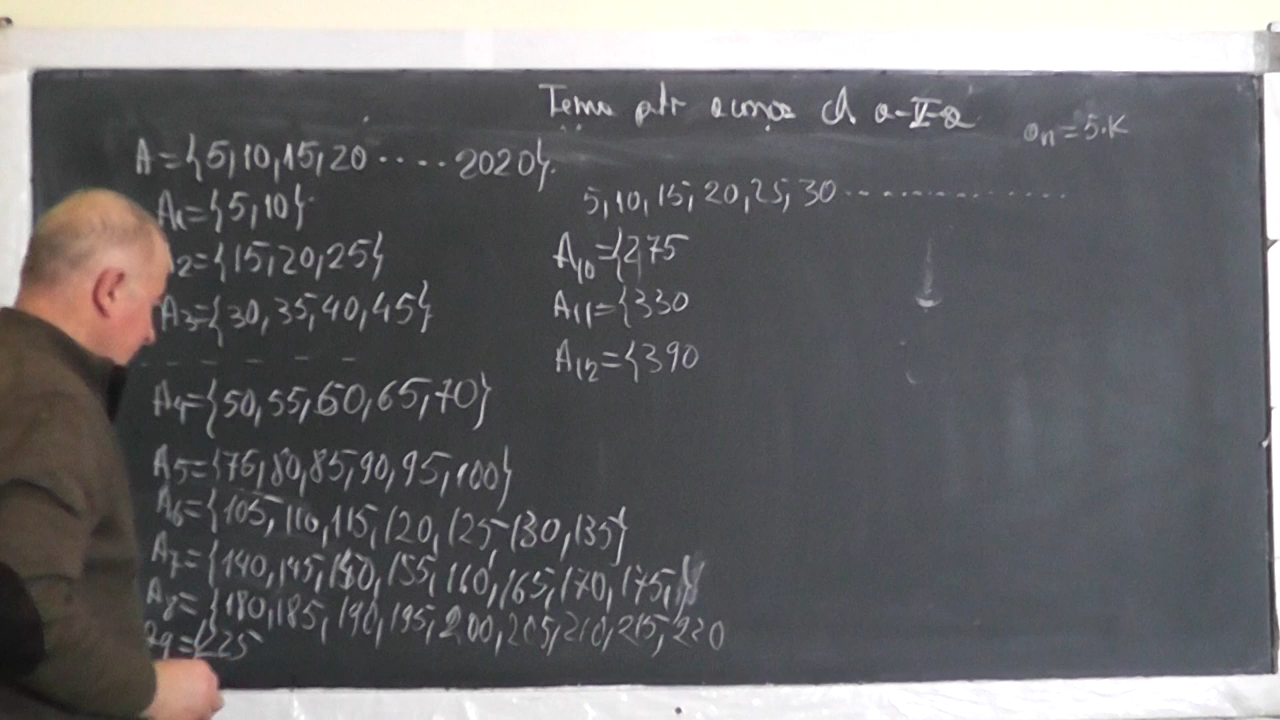 Tema ptr acasa cl a-V-a
aₙ=5.K
A={5,10,15,20.....2020}.
A1={5,10}
2={15,20,25}
A3={30,35,40,45}
A4={50,55,60,65,70}
A5={75,80,85,90,95,100}
A6={105,110,115,120,125,130,135}
A7={140,145,150,155,160,165,170,175,}
A8={180,185,190,195,200,205,210,215,220
A9={225
5,10,15,20,25,30..............
A10={275
A11={330
A12={390